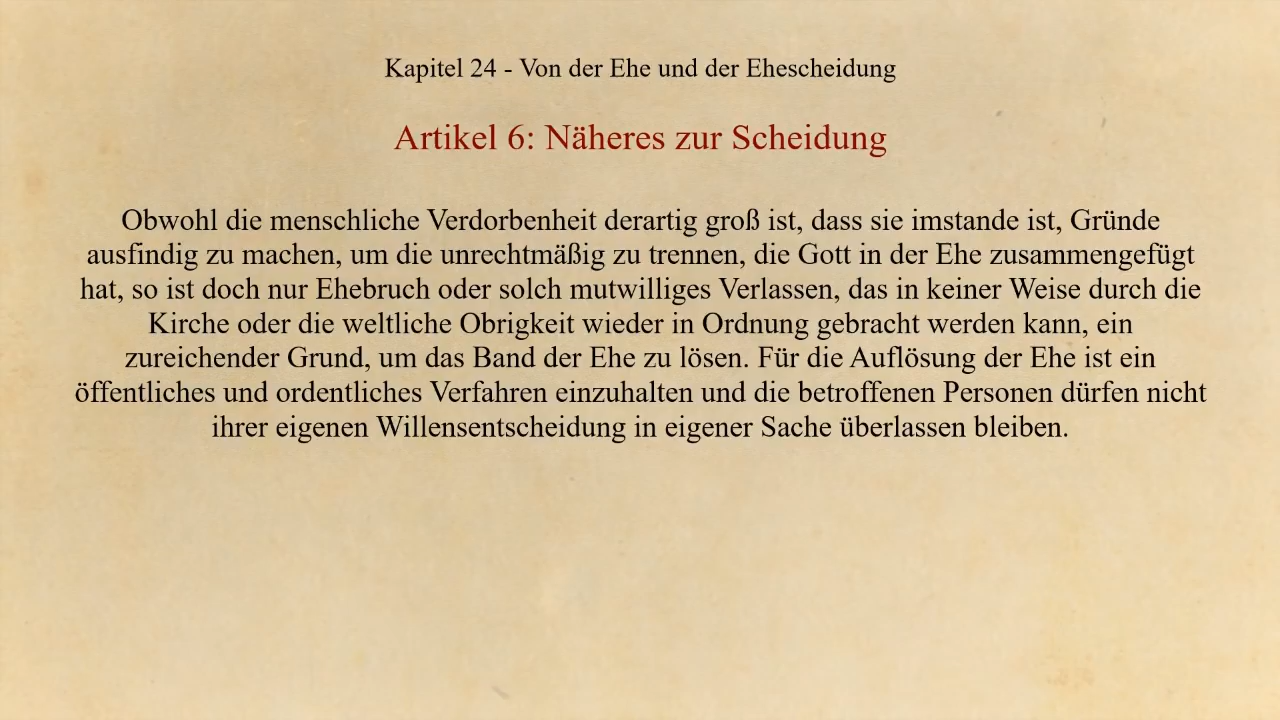 Kapitel 24 - Von der Ehe und der Ehescheidung
Artikel 6: Näheres zur Scheidung
Obwohl die menschliche Verdorbenheit derartig groß ist, dass sie imstande ist, Gründe
ausfindig zu machen, um die unrechtmäßig zu trennen, die Gott in der Ehe zusammengefügt
hat, so ist doch nur Ehebruch oder solch mutwilliges Verlassen, das in keiner Weise durch die
Kirche oder die weltliche Obrigkeit wieder in Ordnung gebracht werden kann, ein
zureichender Grund, um das Band der Ehe zu lösen. Für die Auflösung der Ehe ist ein
öffentliches und ordentliches Verfahren einzuhalten und die betroffenen Personen dürfen nicht
ihrer eigenen Willensentscheidung in eigener Sache überlassen bleiben.